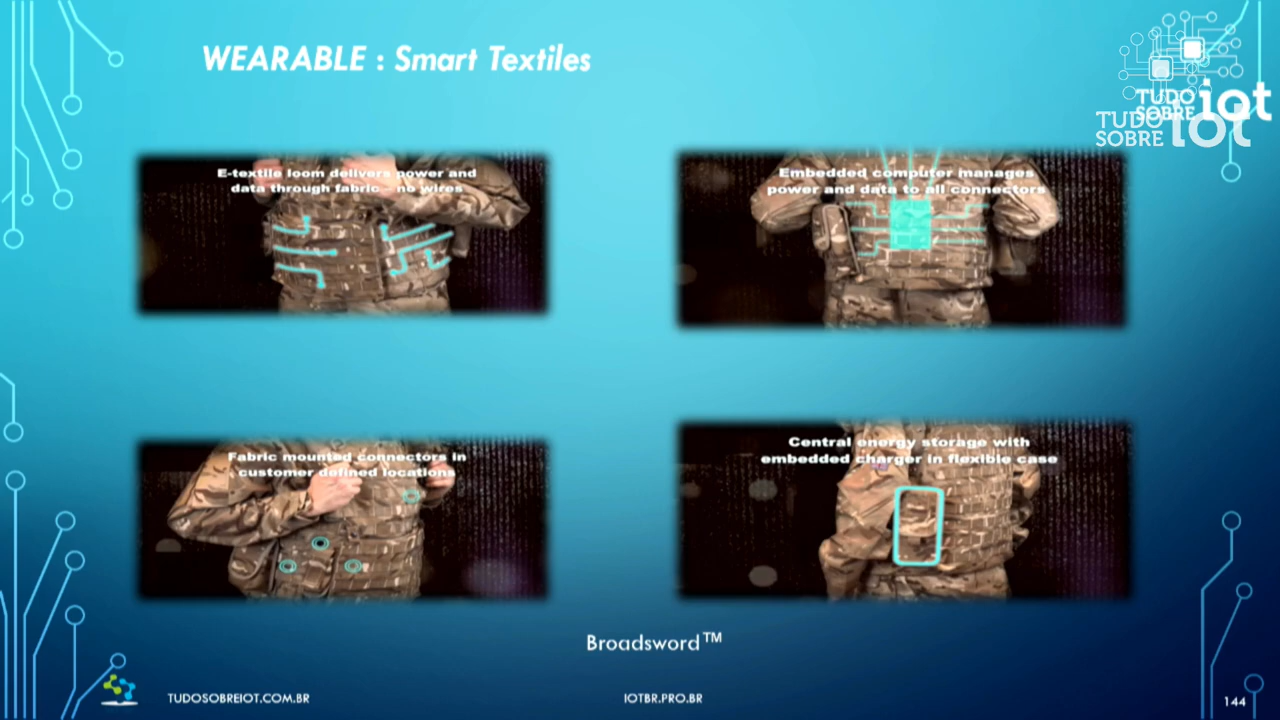 WEARABLE : Smart Textiles
TUDO
SOBRE iot
TUDO
SOBRE iot
E-textile loom delivers power and
data through fabric - no wires
Embedded computer manages
power and data to all connectors
Fabric mounted connectors in
customer defined locations
Central energy storage with
embedded charger in flexible case
Broadsword™
TUDOSOBREIOT.COM.BR
IOTBR.PRO.BR
144